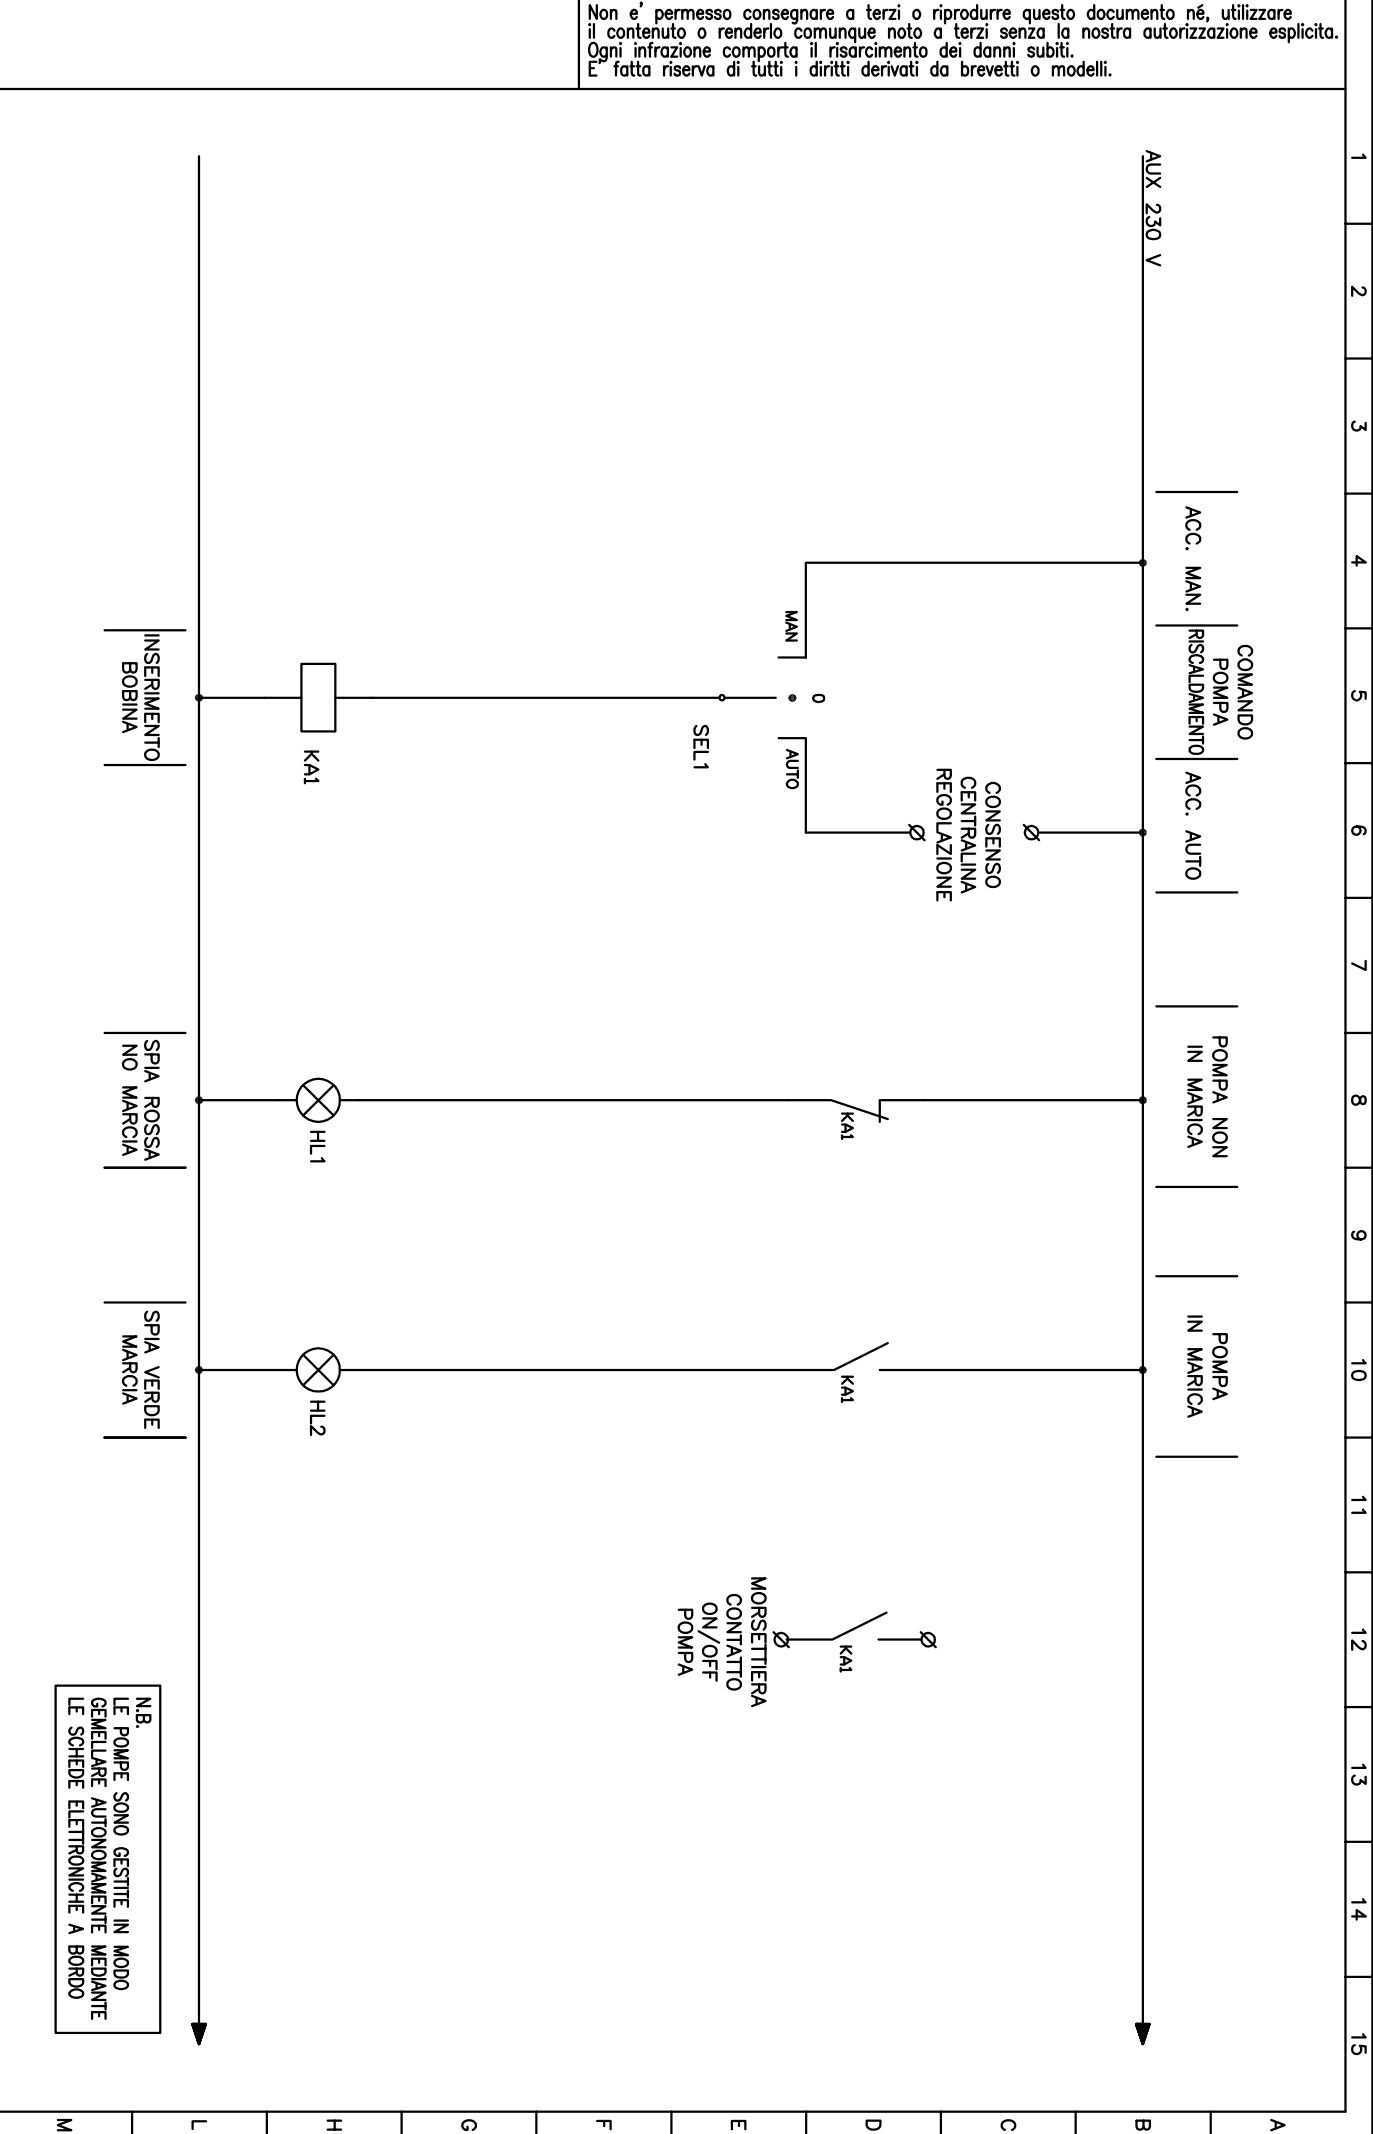 Non e' permesso consegnare a terzi o riprodurre questo documento né, utilizzare
il contenuto o renderlo comunque noto a terzi senza la nostra autorizzazione esplicita.
Ogni infrazione comporta il risarcimento dei danni subiti.
E' fatta riserva di tutti i diritti derivati da brevetti o modelli.
1
2
3
4
5
6
7
8
9
10
11
12
13
14
15
A
B
C
D
E
F
G
H
L
M
AUX 230 V
ACC. MAN.
COMANDO
POMPA
RISCALDAMENTO
ACC. AUTO
POMPA NON
IN MARICA
POMPA
IN MARICA
CONSENSO
CENTRALINA
REGOLAZIONE
MAN
0
AUTO
SEL1
KA1
KA1
KA1
KA1
MORSETTIERA
CONTATTO
ON/OFF
POMPA
HL1
HL2
INSERIMENTO
BOBINA
SPIA ROSSA
NO MARCIA
SPIA VERDE
MARCIA
N.B.
LE POMPE SONO GESTITE IN MODO
GEMELLARE AUTONOMAMENTE MEDIANTE
LE SCHEDE ELETTRONICHE A BORDO